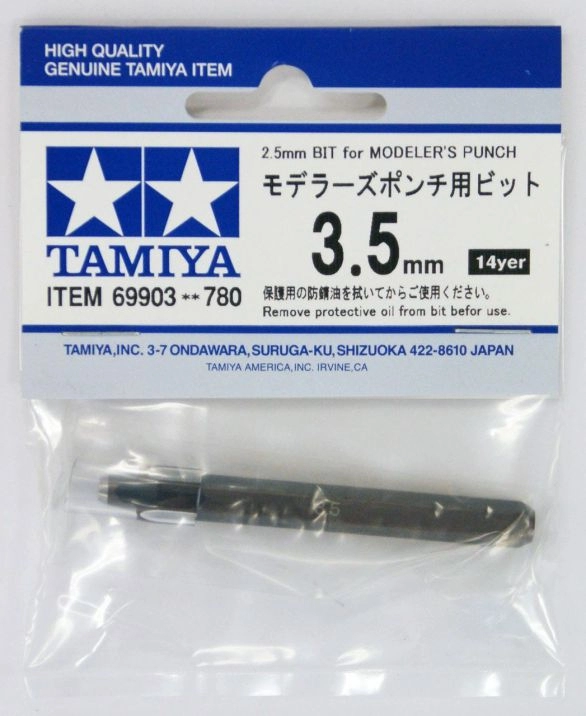 HIGH QUALITY
GENUINE TAMIYA ITEM
2.5mm BIT for MODELER'S PUNCH
モデラーズポンチ用ビット
3.5mm 14yer
TAMIYA
ITEM 69903 ** 780
保護用の防錆油を拭いてからご使用ください。
Remove protective oil from bit befor use.
TAMIYA, INC. 3-7 ONDAWARA, SURUGA-KU, SHIZUOKA 422-8610 JAPAN
TAMIYA AMERICA, INC. IRVINE, CA
3.5